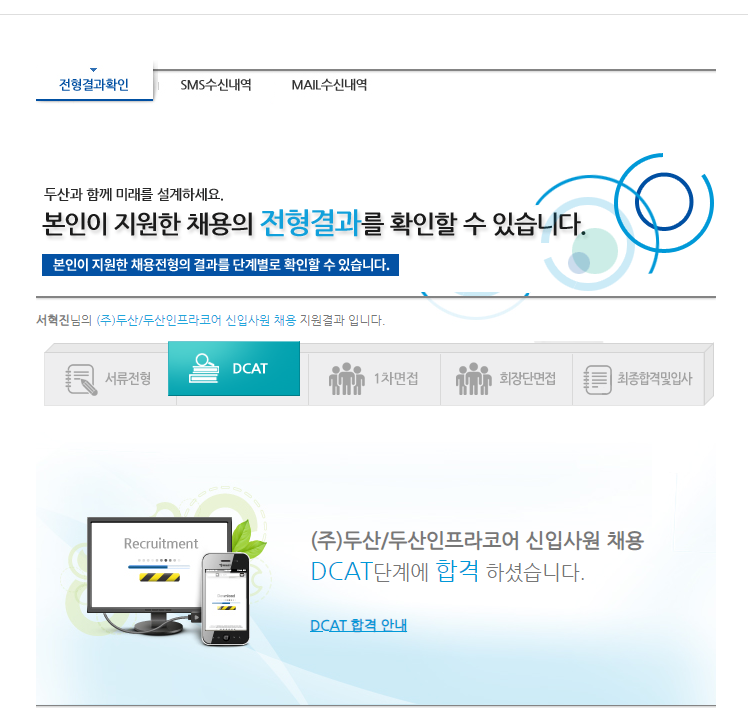 전형결과확인 SMS수신내역 MAIL수신내역
두산과 함께 미래를 설계하세요.
본인이 지원한 채용의 전형결과를 확인할 수 있습니다.
본인이 지원한 채용전형의 결과를 단계별로 확인할 수 있습니다.
서혁진님의 (주)두산/두산인프라코어 신입사원 채용 지원결과 입니다.
서류전형 DCAT 1차면접 회장단면접 최종합격및입사
Recruitment
Download
(주)두산/두산인프라코어 신입사원 채용
DCAT단계에 합격 하셨습니다.
DCAT 합격 안내